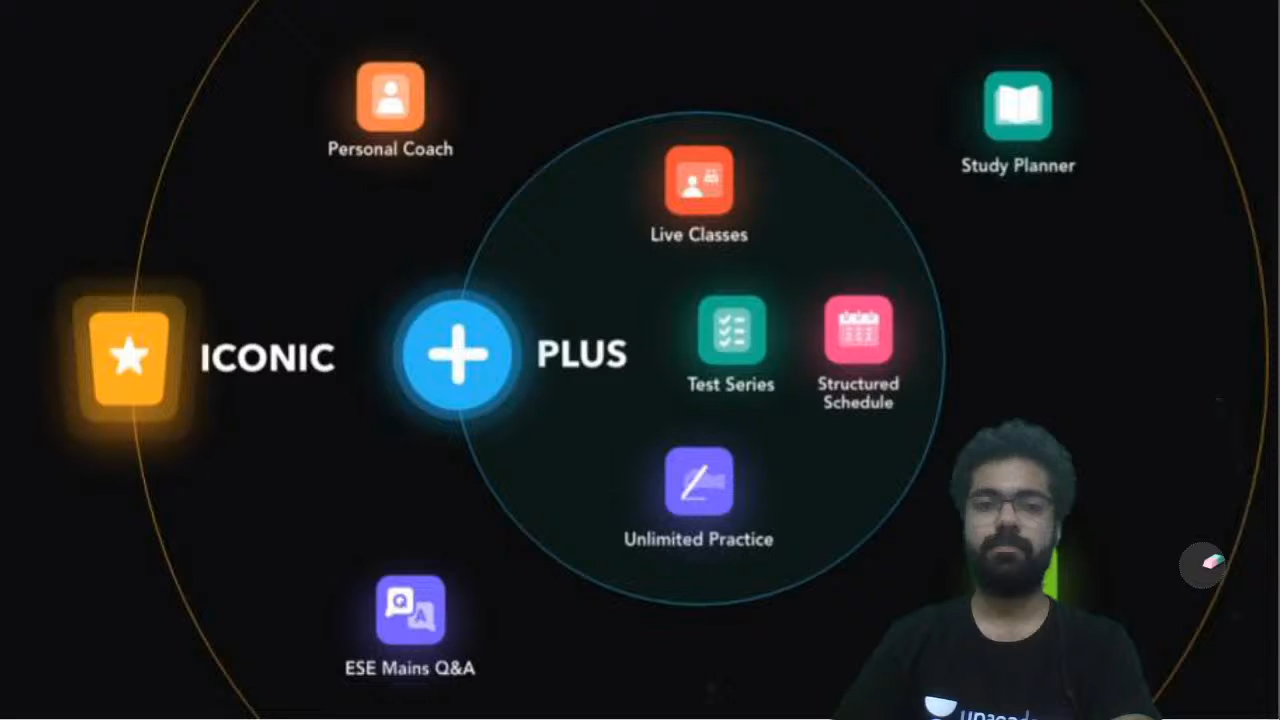 Personal Coach
Study Planner
Live Classes
ICONIC
PLUS
Test Series
Structured
Schedule
Unlimited Practice
Q
A
ESE Mains Q&A